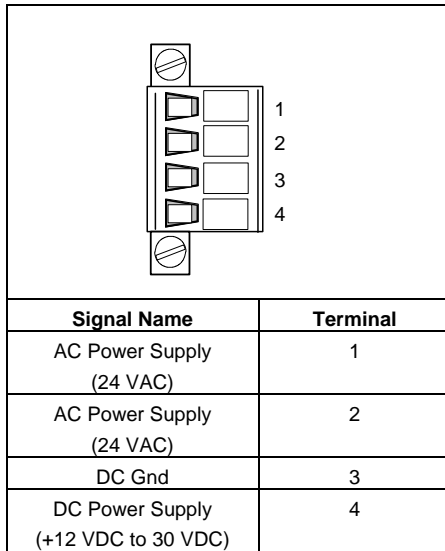 1
2
3
4
Signal Name Terminal
AC Power Supply 1
(24 VAC)
AC Power Supply 2
(24 VAC)
DC Gnd 3
DC Power Supply 4
(+12 VDC to 30 VDC)